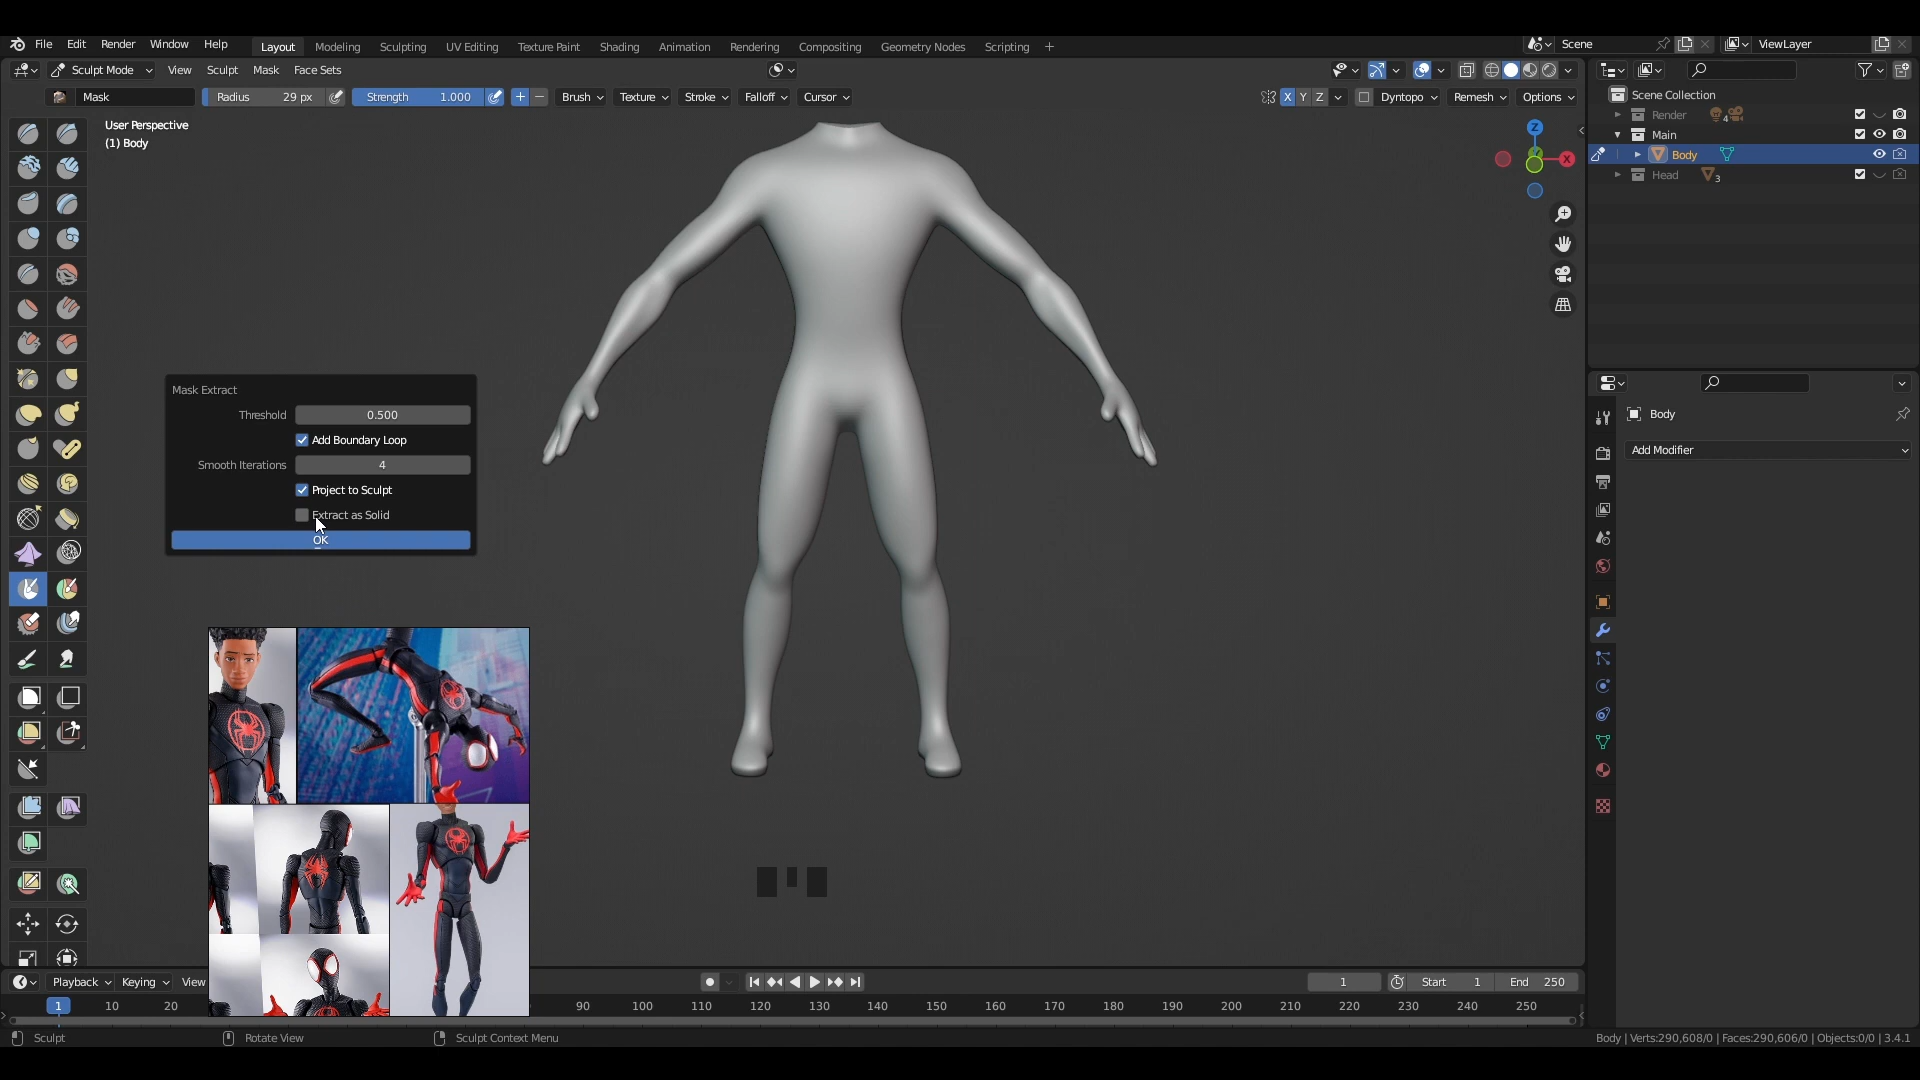 File Edit Render Window Help Layout Modeling Sculpting UV Editing Texture Paint Shading Animation Rendering Compositing Geometry Nodes Scripting + Scene ViewLayer
Sculpt Mode View Sculpt Mask Face Sets
Mask Radius 29 px Strength 1.000 Brush Texture Stroke Falloff Cursor X Y Z Dyntopo Remesh Options
Scene Collection
Render 4
Main
Body
Head 3
User Perspective
(1) Body
Z
X
Mask Extract
Threshold 0.500
Add Boundary Loop
Smooth Iterations 4
Project to Sculpt
Extract as Solid
OK
Body
Add Modifier
Playback Keying View 1 Start 1 End 250
1 10 20 90 100 110 120 130 140 150 160 170 180 190 200 210 220 230 240 250
Sculpt Rotate View Sculpt Context Menu Body | Verts:290,608/0 | Faces:290,606/0 | Objects:0/0 | 3.4.1